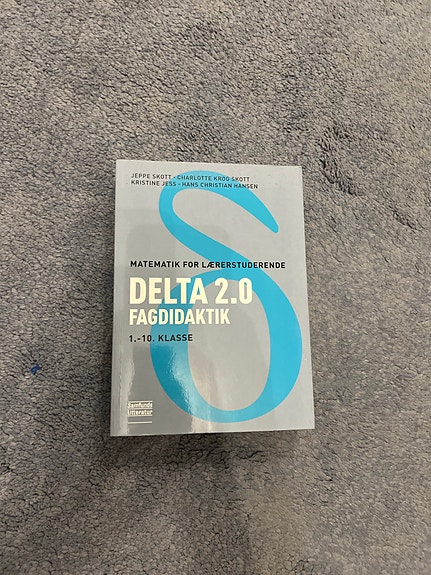 JEPPE SKOTT · CHARLOTTE KROG SKOTT
KRISTINE JESS · HANS CHRISTIAN HANSEN
MATEMATIK FOR LÆRERSTUDERENDE
DELTA 2.0
FAGDIDAKTIK
1.-10. KLASSE
Samfunds
litteratur